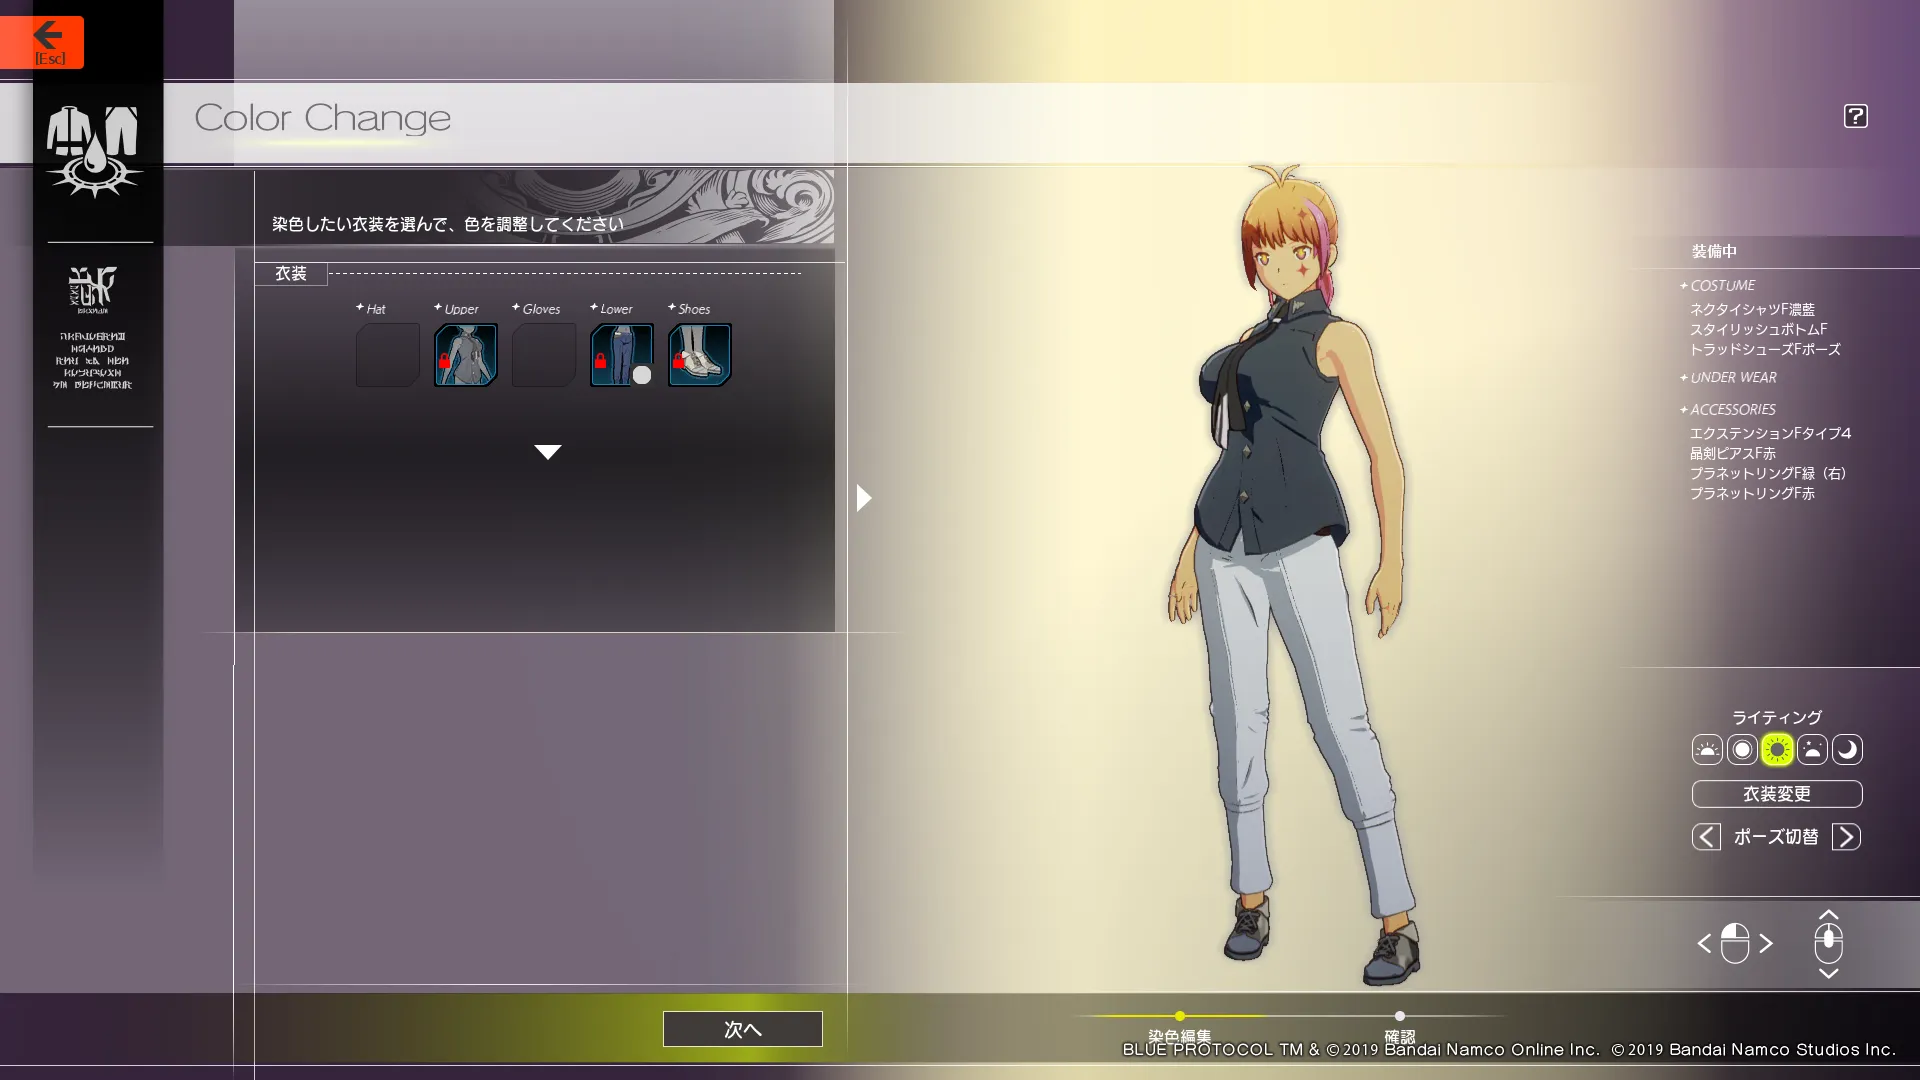 [Esc]
Color Change
?
染色したい衣装を選んで、色を調整してください
衣装
Hat
Upper
Gloves
Lower
Shoes
装備中
COSTUME
ネクタイシャツF濃藍
スタイリッシュボトムF
トラッドシューズFポーズ
UNDER WEAR
ACCESSORIES
エクステンションFタイプ4
晶剣ピアスF赤
プラネットリングF緑（右）
プラネットリングF赤
ライティング
衣装変更
ポーズ切替
次へ
染色編集
確認
BLUE PROTOCOL TM & ©2019 Bandai Namco Online Inc. ©2019 Bandai Namco Studios Inc.